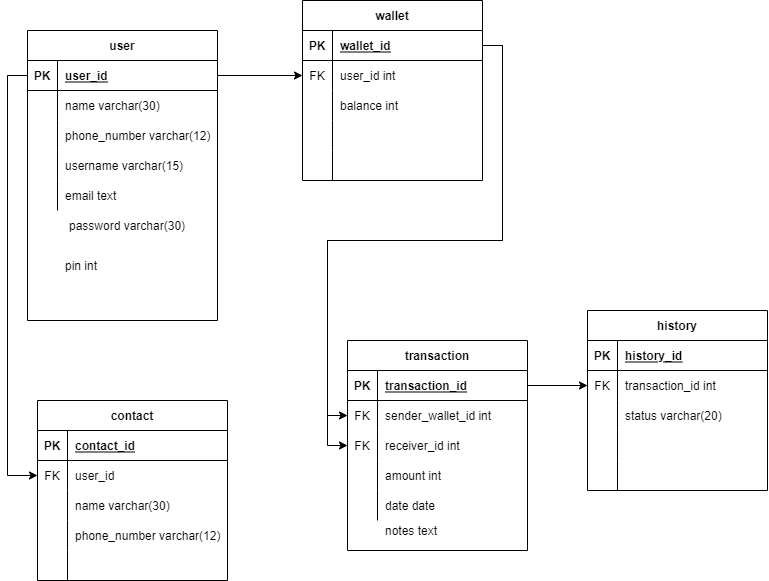 user
PK user_id
name varchar(30)
phone_number varchar(12)
username varchar(15)
email text
password varchar(30)
pin int
wallet
PK wallet_id
FK user_id int
balance int
contact
PK contact_id
FK user_id
name varchar(30)
phone_number varchar(12)
transaction
PK transaction_id
FK sender_wallet_id int
FK receiver_id int
amount int
date date
notes text
history
PK history_id
FK transaction_id int
status varchar(20)